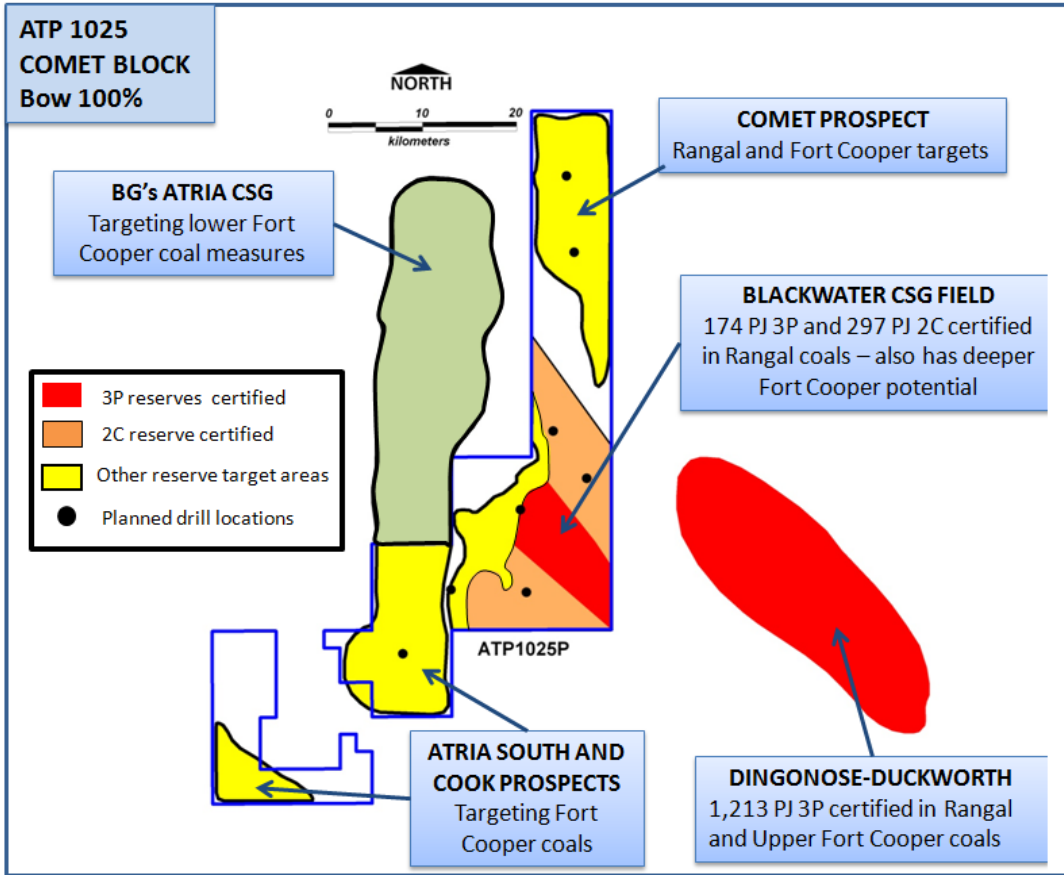 ATP 1025
COMET BLOCK
Bow 100%
NORTH
0 10 20
kilometers
COMET PROSPECT
Rangal and Fort Cooper targets
BG's ATRIA CSG
Targeting lower Fort
Cooper coal measures
BLACKWATER CSG FIELD
174 PJ 3P and 297 PJ 2C certified
in Rangal coals – also has deeper
Fort Cooper potential
3P reserves certified
2C reserve certified
Other reserve target areas
Planned drill locations
ATP1025P
ATRIA SOUTH AND
COOK PROSPECTS
Targeting Fort
Cooper coals
DINGONOSE-DUCKWORTH
1,213 PJ 3P certified in Rangal
and Upper Fort Cooper coals